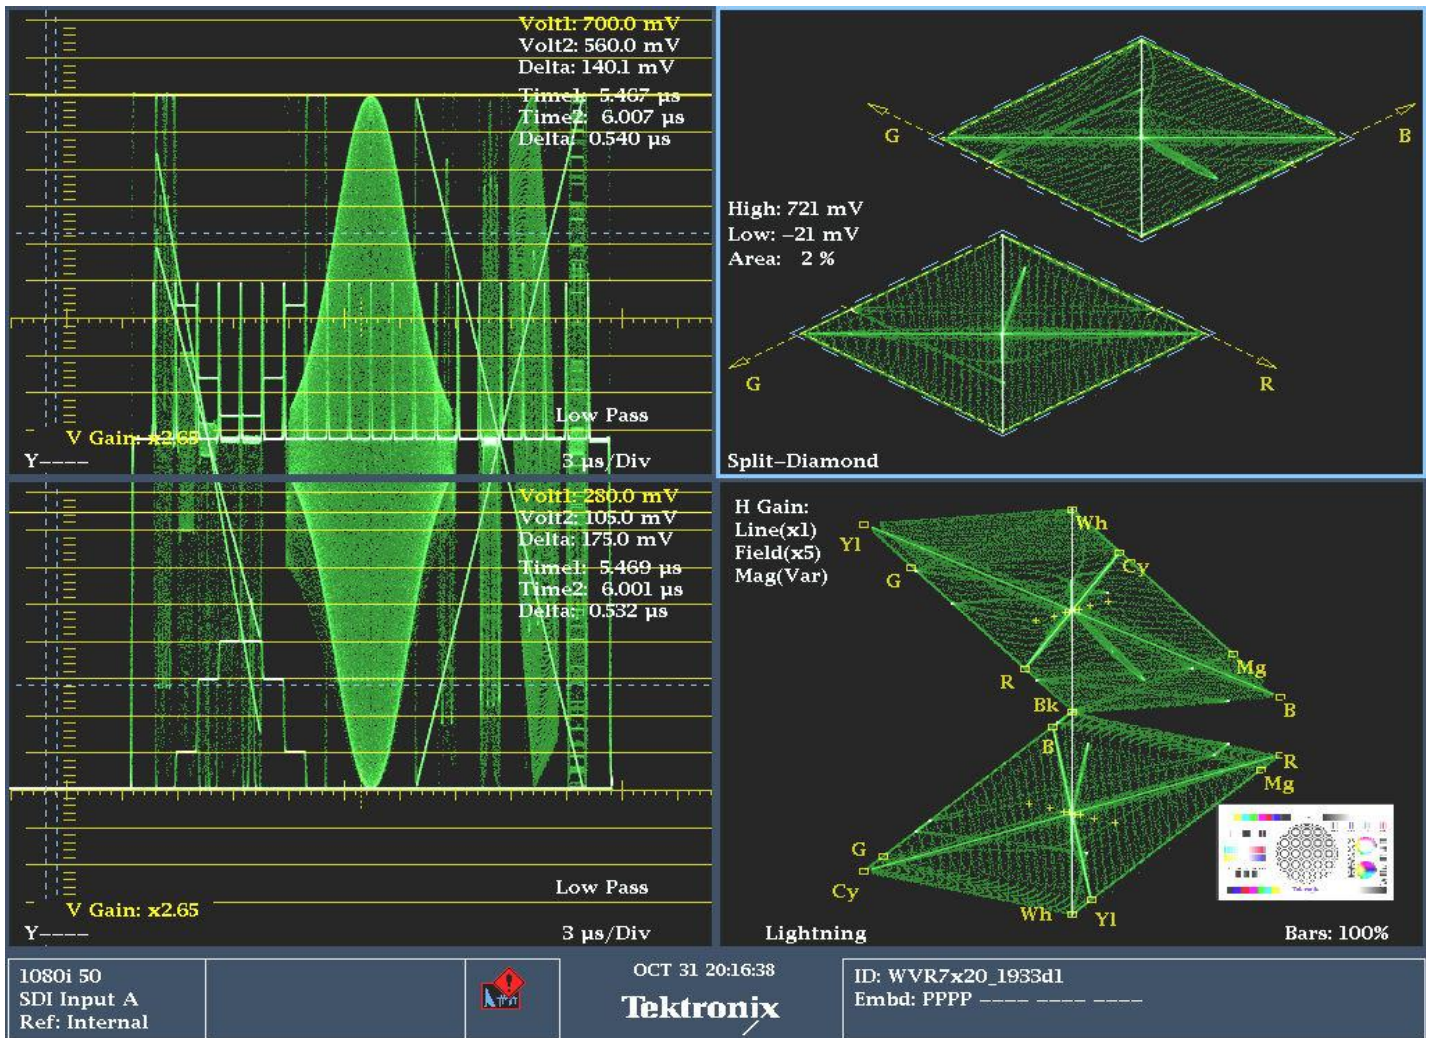 Volt1: 700.0 mV
Volt2: 560.0 mV
Delta: 140.1 mV
Time1: 5.467 µs
Time2: 6.007 µs
Delta: 0.540 µs
Low Pass
V Gain: x2.65
Y----
3 µs/Div
G
B
High: 721 mV
Low: -21 mV
Area: 2 %
G
R
Split-Diamond
Volt1: 280.0 mV
Volt2: 105.0 mV
Delta: 175.0 mV
Time1: 5.469 µs
Time2: 6.001 µs
Delta: 0.532 µs
Low Pass
V Gain: x2.65
Y----
3 µs/Div
H Gain:
Line(x1)
Field(x5)
Mag(Var)
Wh
Yl
Cy
G
R
Mg
Bk
B
B
R
Mg
G
Cy
Wh
Yl
Tektronix
Lightning
Bars: 100%
1080i 50
SDI Input A
Ref: Internal
OCT 31 20:16:38
Tektronix
ID: WVR7x20_1933d1
Embd: PPPP ---- ---- ----